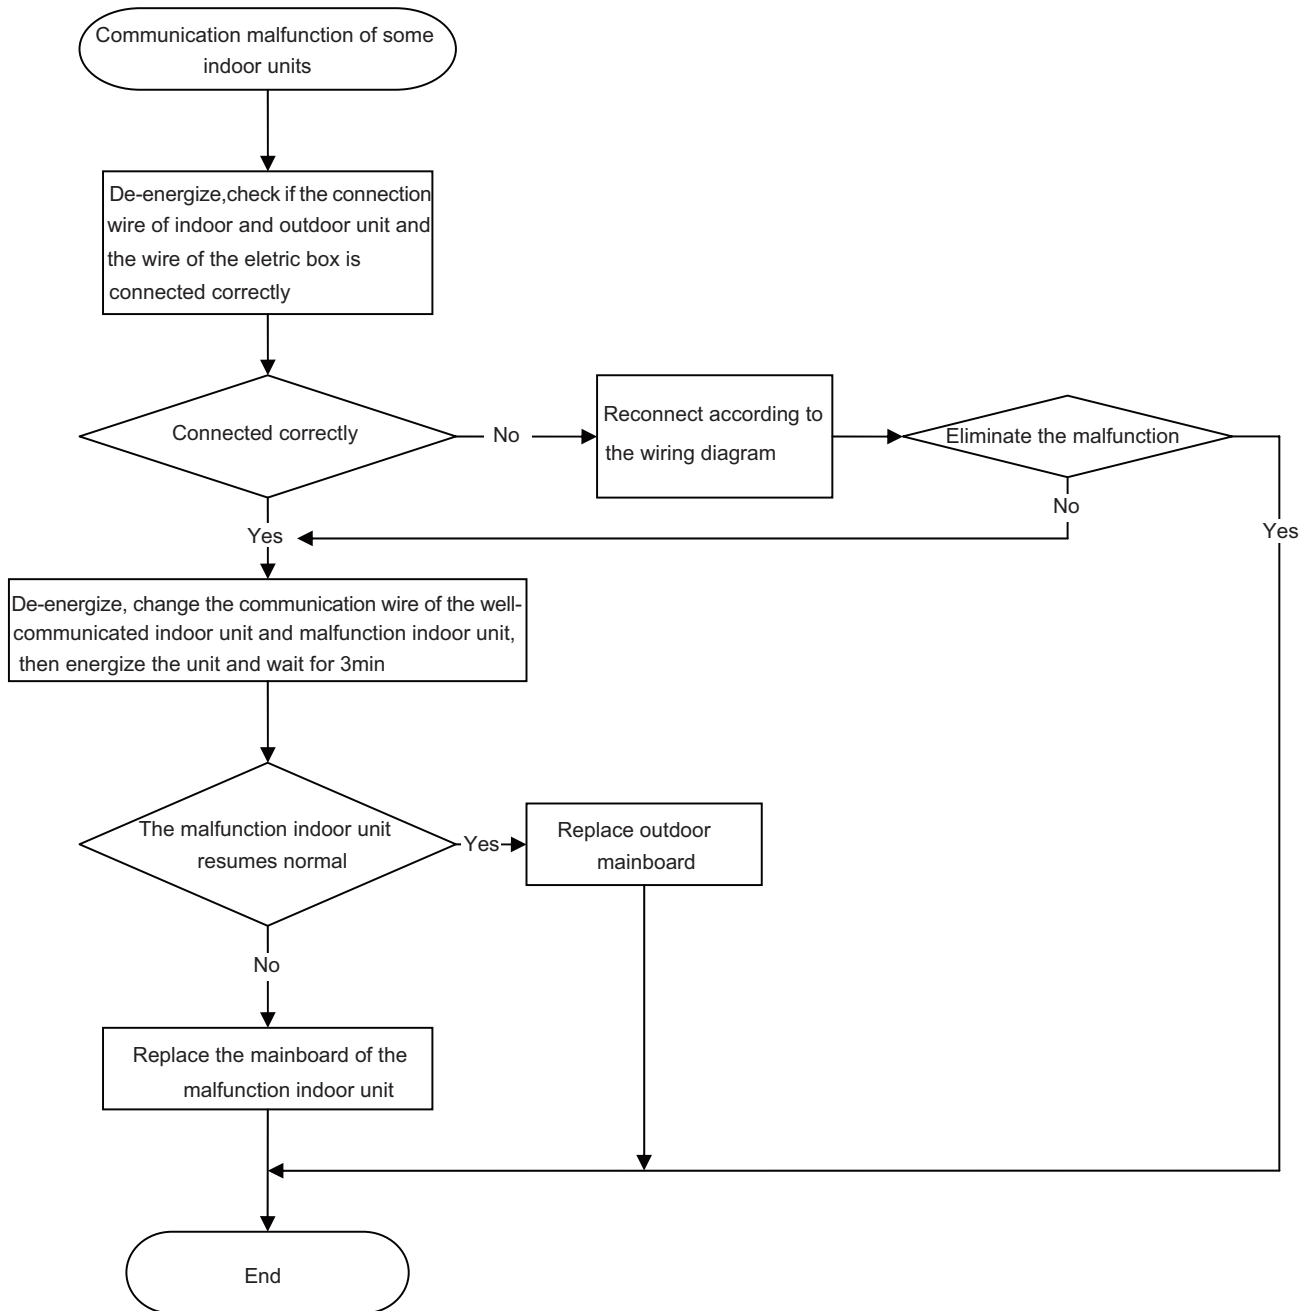 Communication malfunction of some
indoor units
De-energize,check if the connection
wire of indoor and outdoor unit and
the wire of the eletric box is
connected correctly
Connected correctly
No
Reconnect according to
the wiring diagram
Eliminate the malfunction
No
Yes
Yes
De-energize, change the communication wire of the well-
communicated indoor unit and malfunction indoor unit,
then energize the unit and wait for 3min
The malfunction indoor unit
resumes normal
Yes
Replace outdoor
mainboard
No
Replace the mainboard of the
malfunction indoor unit
End